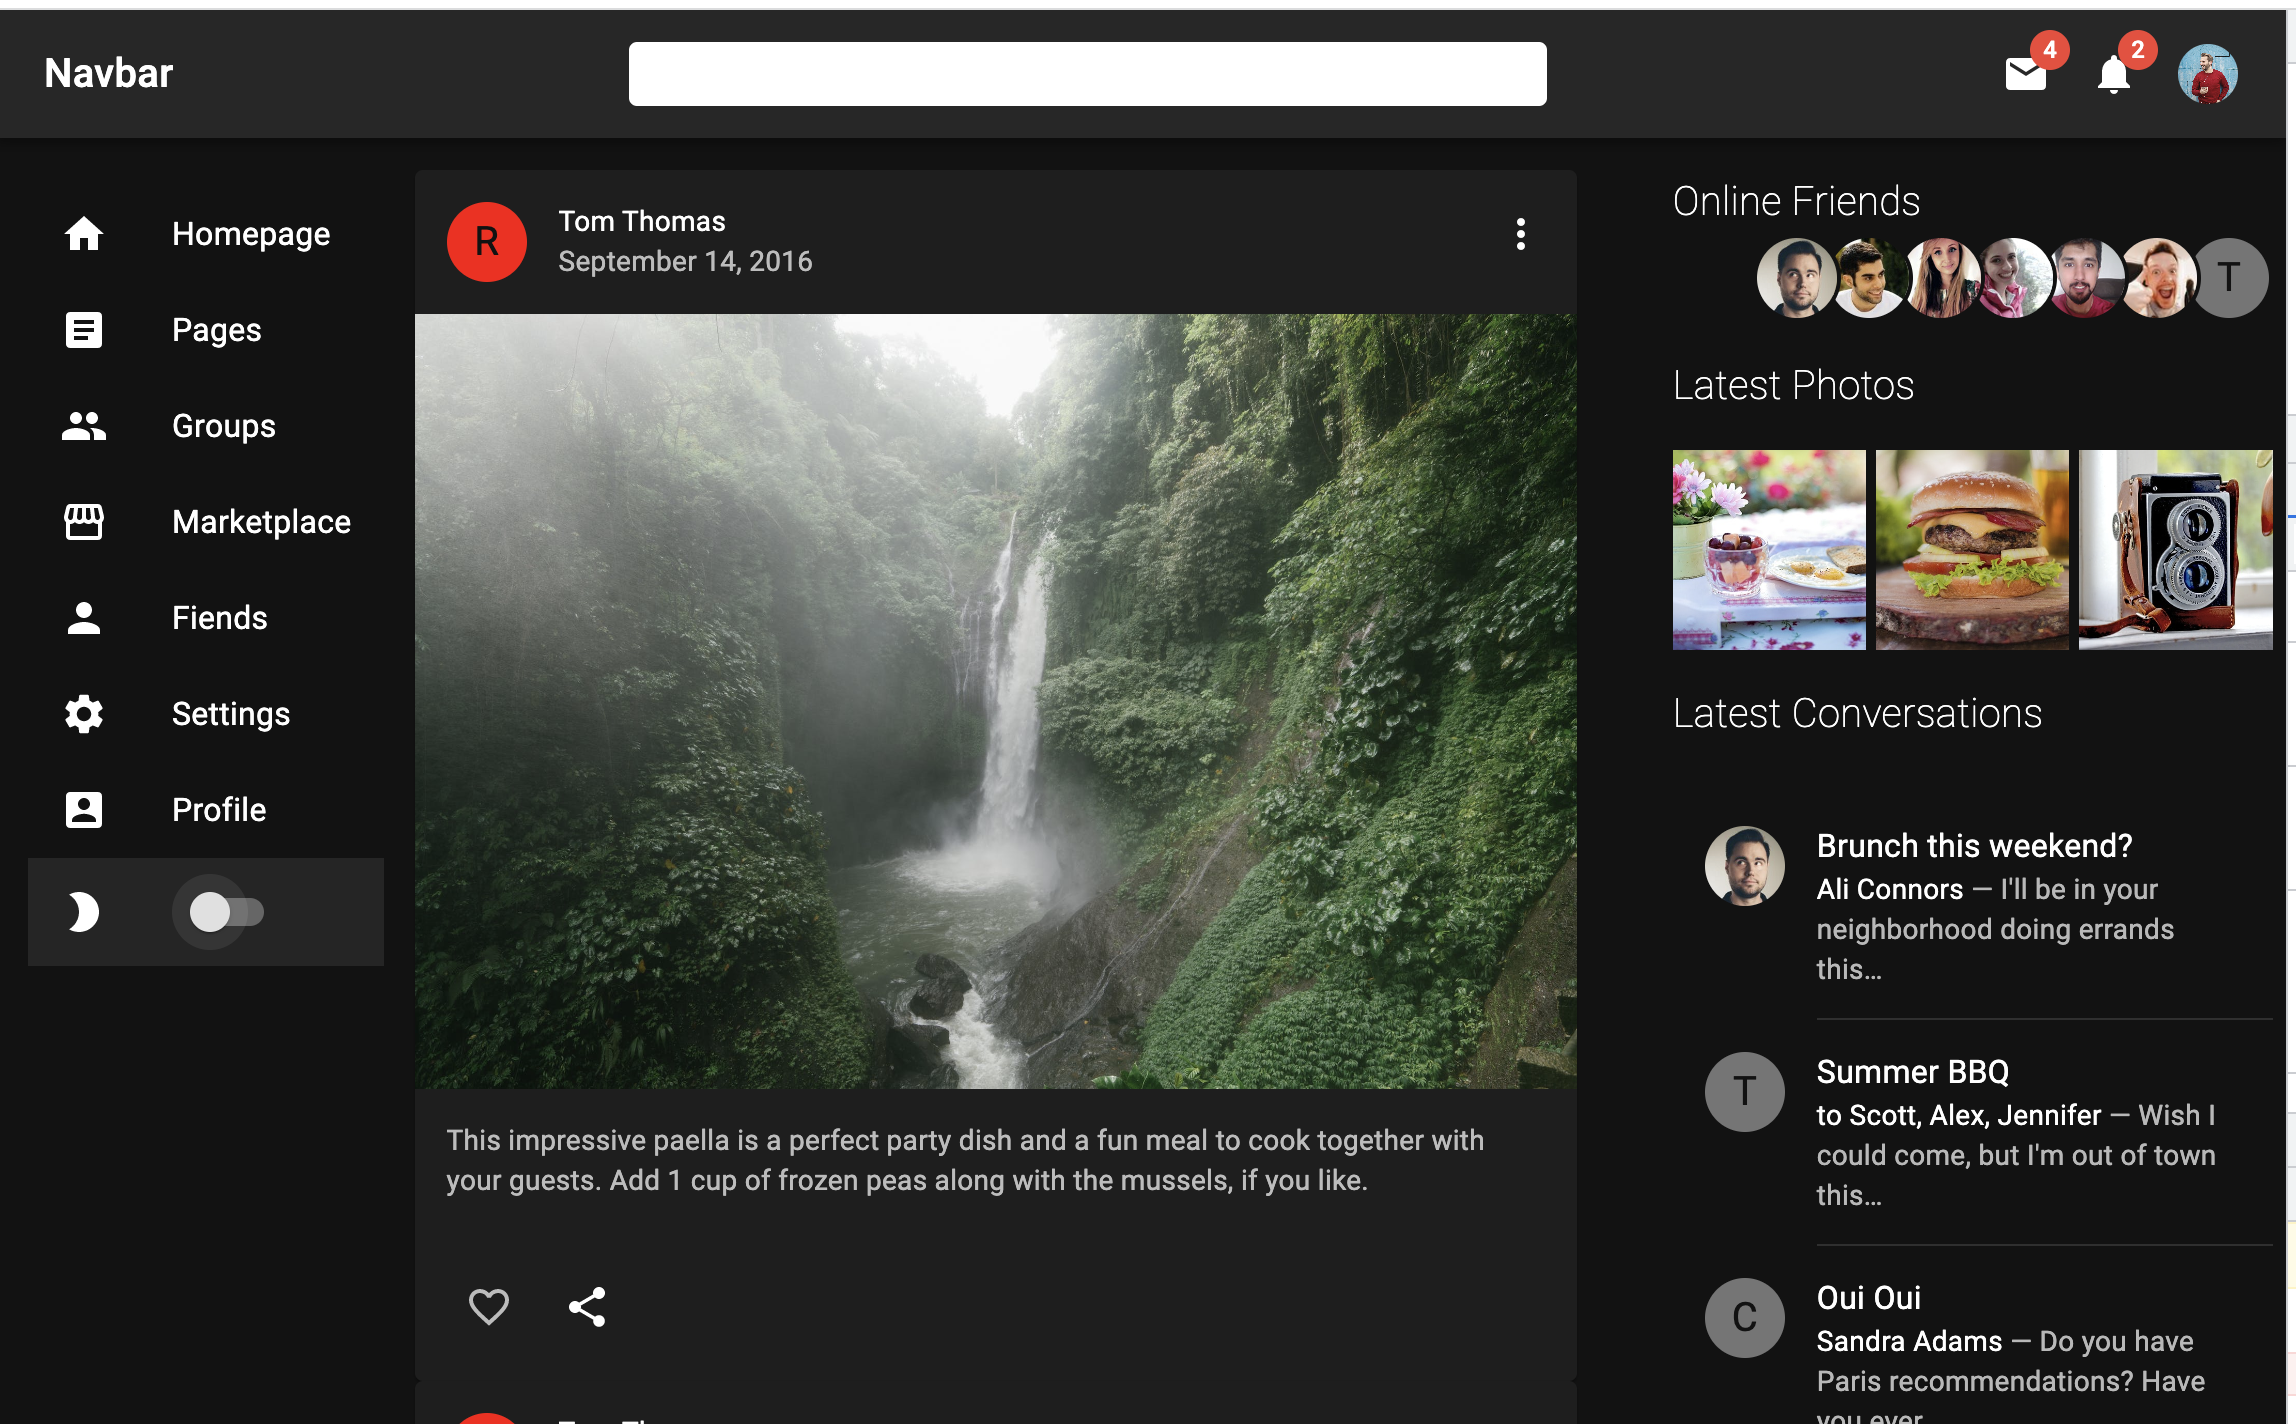 Navbar
4
2
Homepage
Pages
Groups
Marketplace
Fiends
Settings
Profile
R
Tom Thomas
September 14, 2016
This impressive paella is a perfect party dish and a fun meal to cook together with
your guests. Add 1 cup of frozen peas along with the mussels, if you like.
Online Friends
T
Latest Photos
Latest Conversations
Brunch this weekend?
Ali Connors — I'll be in your
neighborhood doing errands
this…
T
Summer BBQ
to Scott, Alex, Jennifer — Wish I
could come, but I'm out of town
this…
C
Oui Oui
Sandra Adams — Do you have
Paris recommendations? Have
you ever